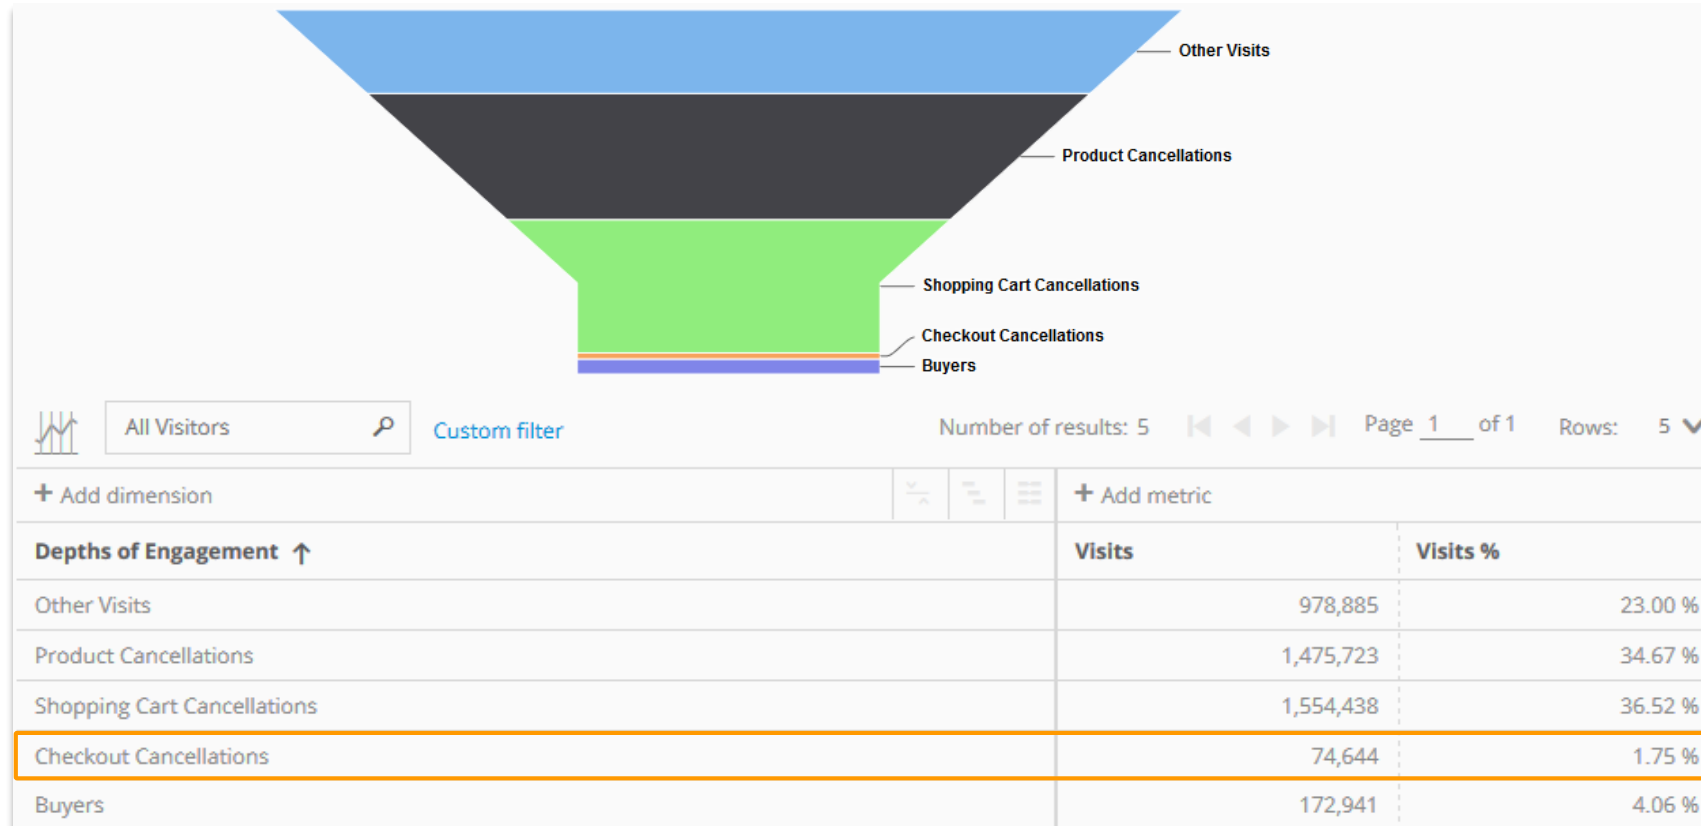 Other Visits
Product Cancellations
Shopping Cart Cancellations
Checkout Cancellations
Buyers
All Visitors Custom filter Number of results: 5 Page 1 of 1 Rows: 5
+ Add dimension + Add metric
Depths of Engagement ↑ Visits Visits %
Other Visits 978,885 23.00 %
Product Cancellations 1,475,723 34.67 %
Shopping Cart Cancellations 1,554,438 36.52 %
Checkout Cancellations 74,644 1.75 %
Buyers 172,941 4.06 %